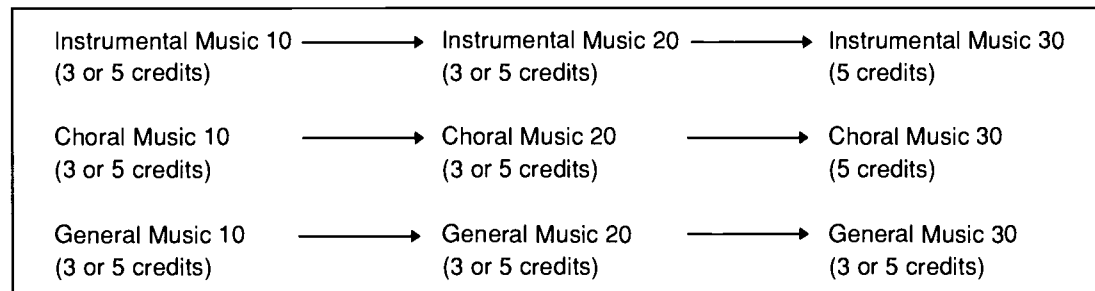 Instrumental Music 10 Instrumental Music 20 Instrumental Music 30
(3 or 5 credits) (3 or 5 credits) (5 credits)
Choral Music 10 Choral Music 20 Choral Music 30
(3 or 5 credits) (3 or 5 credits) (5 credits)
General Music 10 General Music 20 General Music 30
(3 or 5 credits) (3 or 5 credits) (3 or 5 credits)